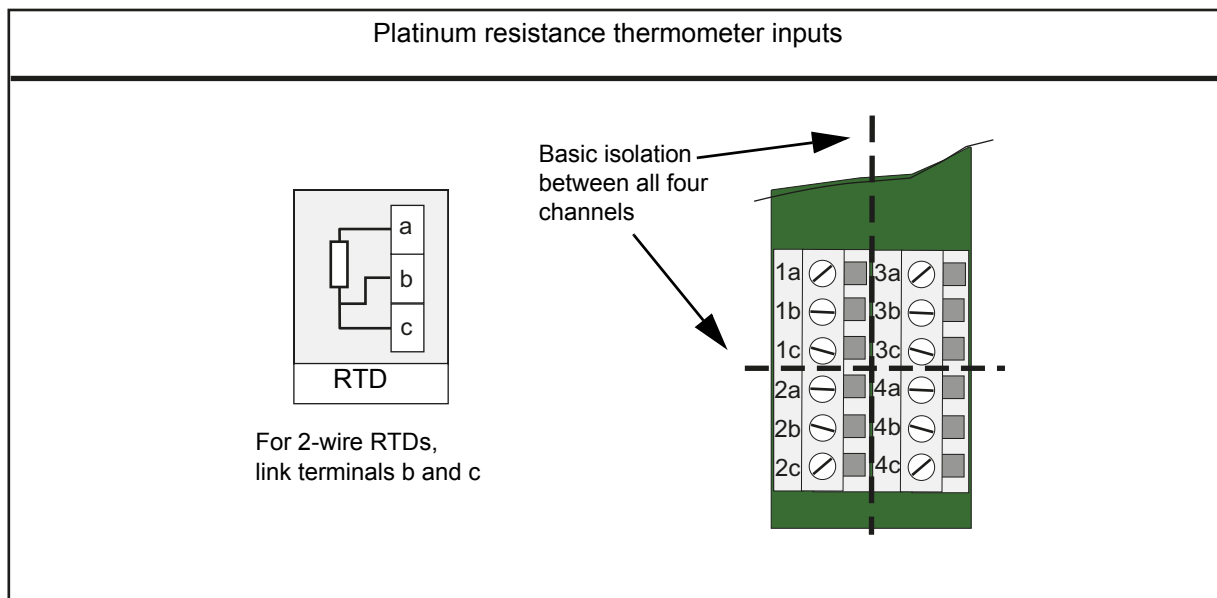 Platinum resistance thermometer inputs
Basic isolation
between all four
channels
a
b
c
RTD
For 2-wire RTDs,
link terminals b and c
1a
3a
1b
3b
1c
3c
2a
4a
2b
4b
2c
4c